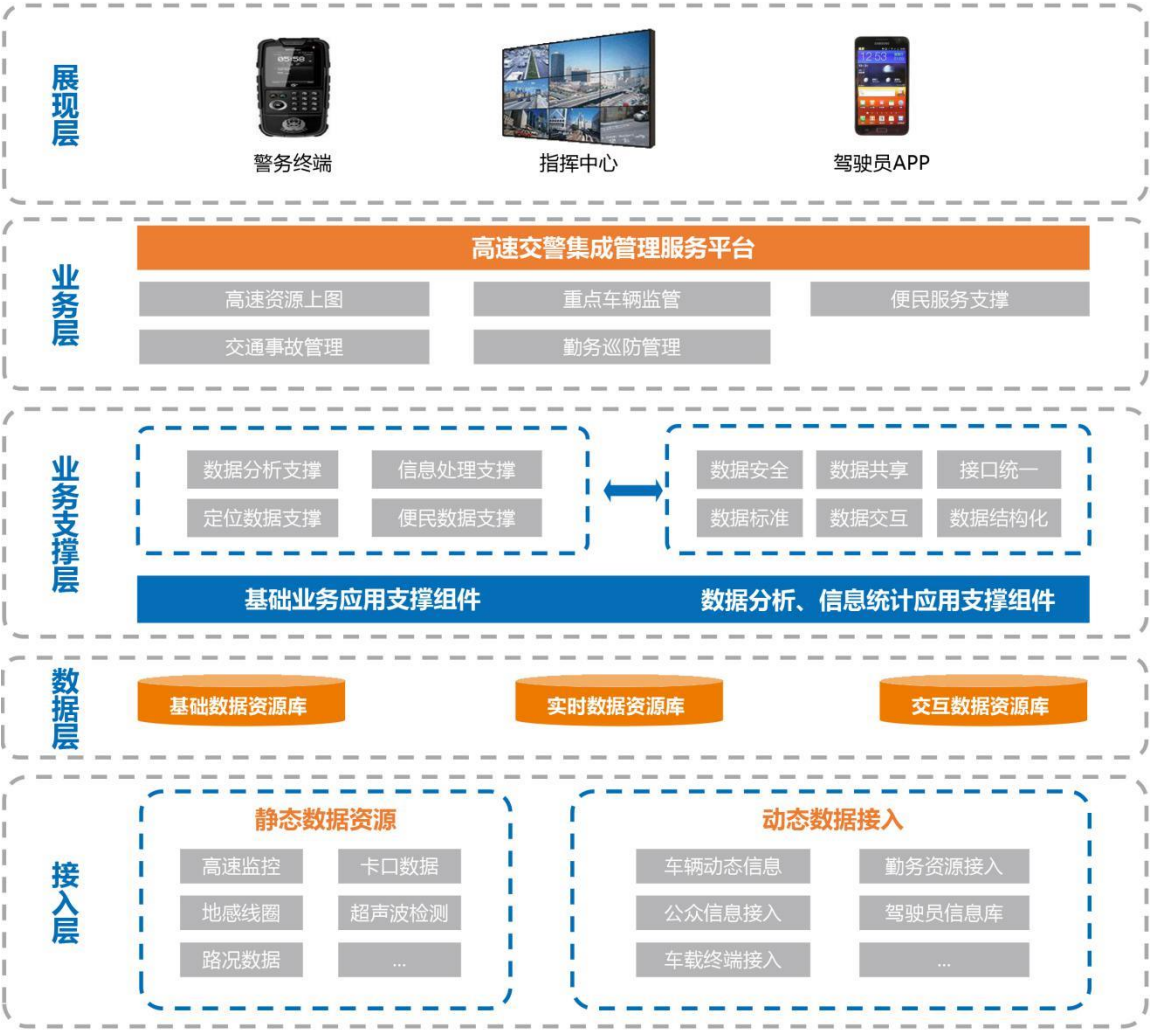 展现层
05:58
12:53
警务终端
指挥中心
驾驶员APP
业务层
高速交警集成管理服务平台
高速资源上图
重点车辆监管
便民服务支撑
交通事故管理
勤务巡防管理
业务支撑层
数据分析支撑
信息处理支撑
定位数据支撑
便民数据支撑
数据安全
数据共享
接口统一
数据标准
数据交互
数据结构化
基础业务应用支撑组件
数据分析、信息统计应用支撑组件
数据层
基础数据资源库
实时数据资源库
交互数据资源库
接入层
静态数据资源
高速监控
卡口数据
地感线圈
超声波检测
路况数据
...
动态数据接入
车辆动态信息
勤务资源接入
公众信息接入
驾驶员信息库
车载终端接入
...